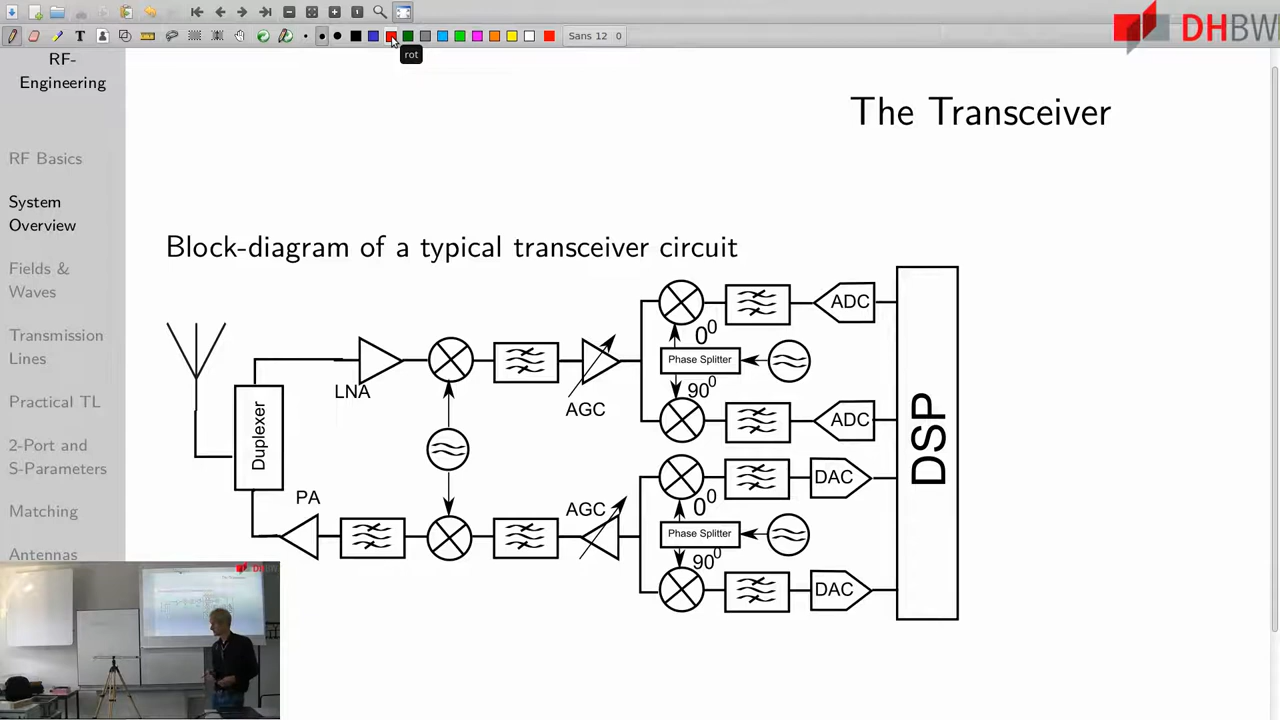 Sans 12 0
rot
DHBW
RF-
Engineering
RF Basics
System
Overview
Fields &
Waves
Transmission
Lines
Practical TL
2-Port and
S-Parameters
Matching
Antennas
The Transceiver
Block-diagram of a typical transceiver circuit
Duplexer
LNA
AGC
0⁰
Phase Splitter
90⁰
ADC
ADC
DSP
PA
AGC
0⁰
Phase Splitter
90⁰
DAC
DAC